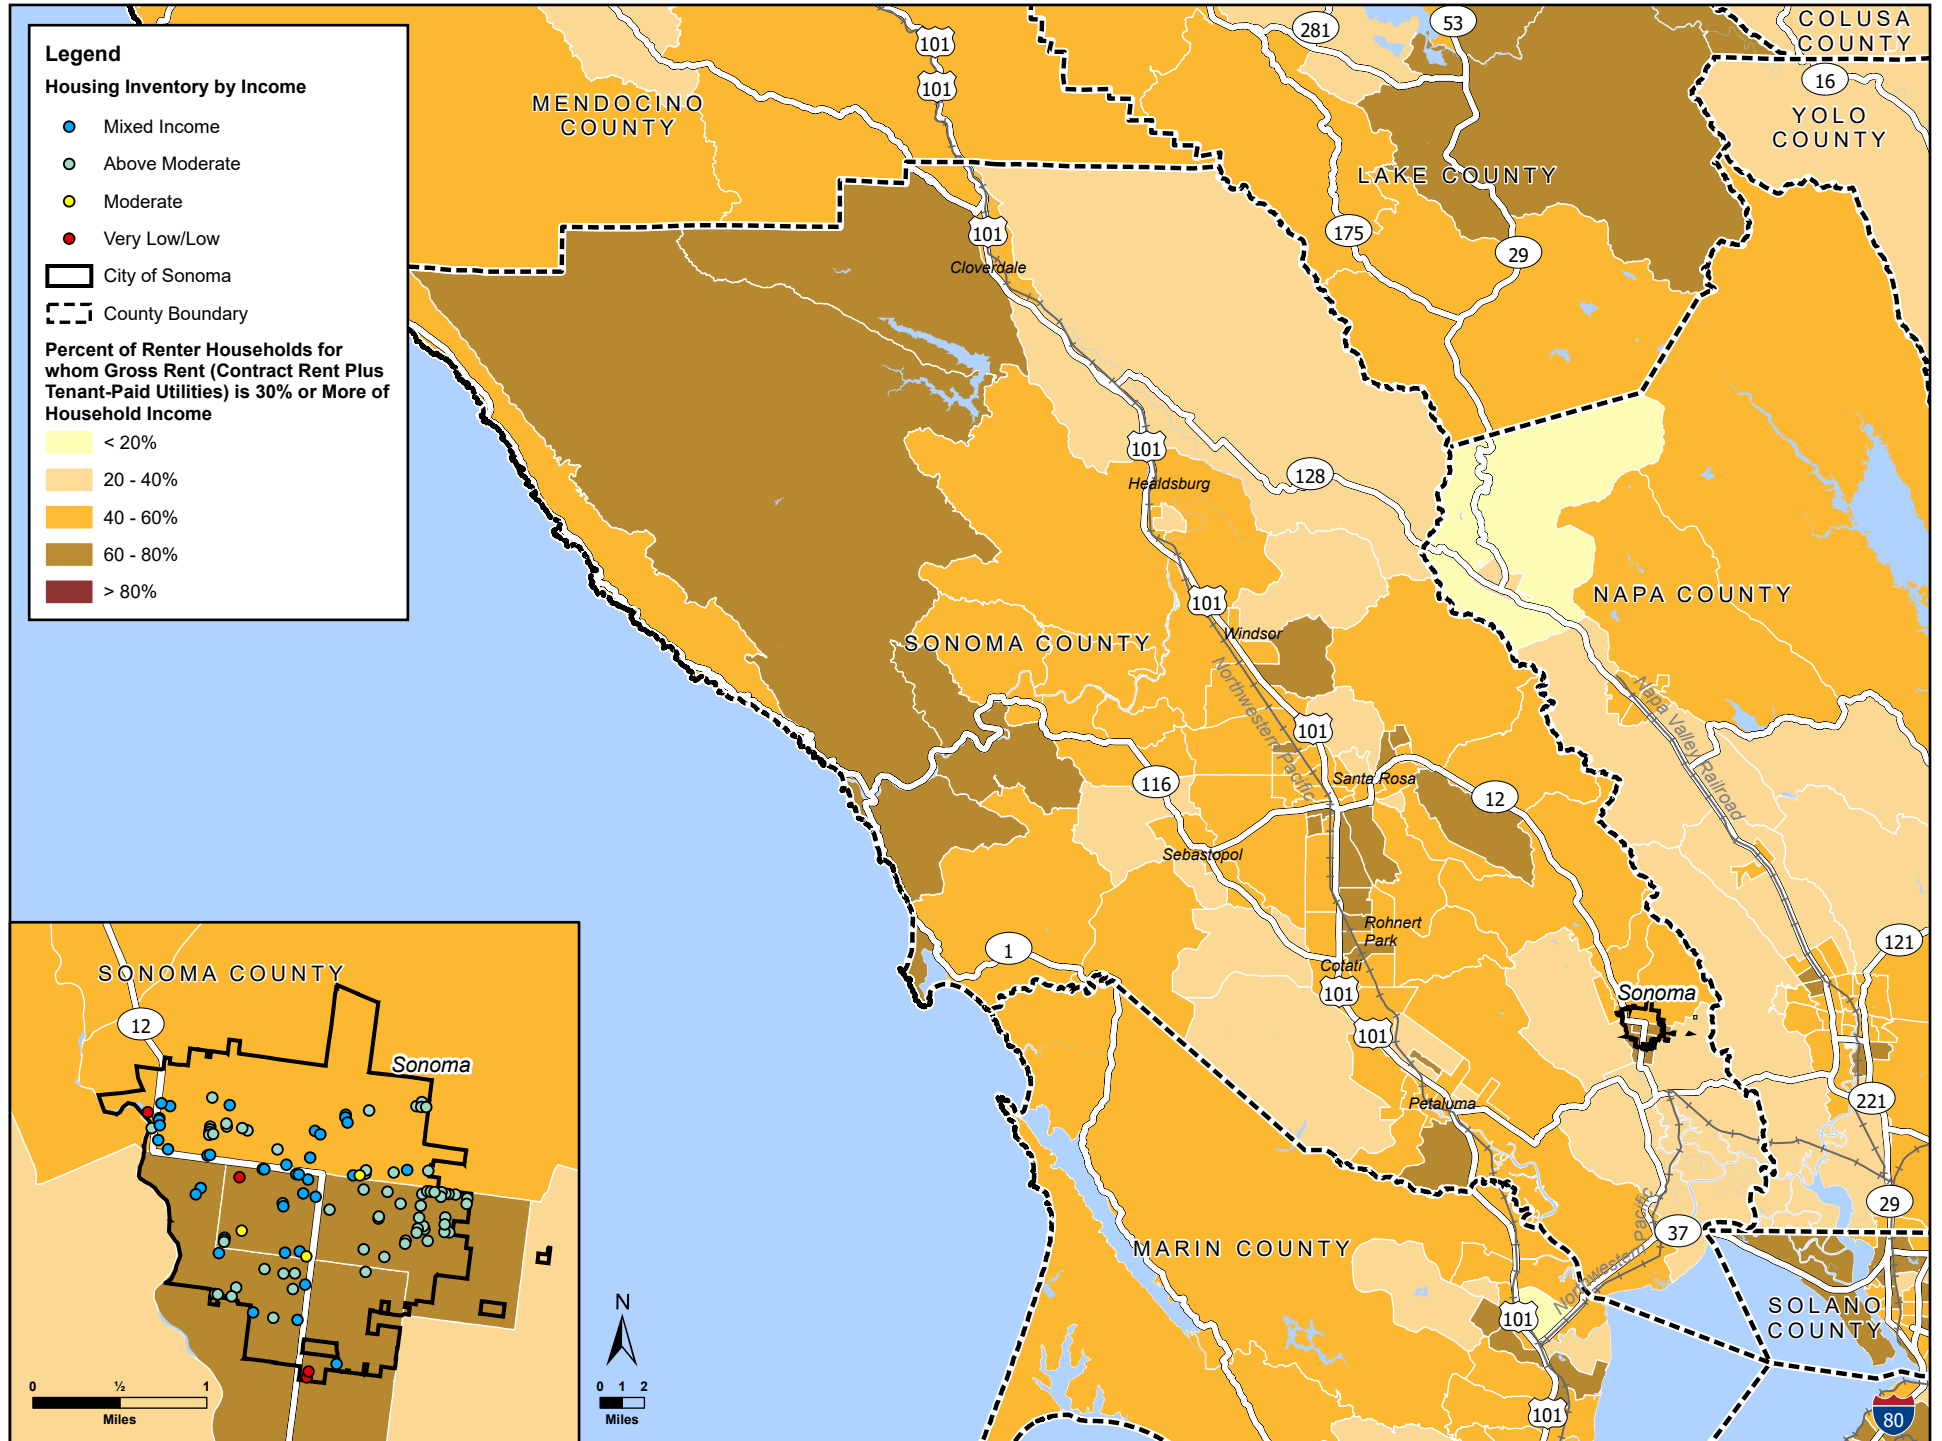 Legend
Housing Inventory by Income
Mixed Income
Above Moderate
Moderate
Very Low/Low
City of Sonoma
County Boundary
Percent of Renter Households for
whom Gross Rent (Contract Rent Plus
Tenant-Paid Utilities) is 30% or More of
Household Income
< 20%
20 - 40%
40 - 60%
60 - 80%
> 80%
101
101
281
53
COLUSA
COUNTY
16
YOLO
COUNTY
MENDOCINO
COUNTY
LAKE COUNTY
175
29
101
Cloverdale
101
Healdsburg
128
101
Windsor
SONOMA COUNTY
NAPA COUNTY
Northwestern Pacific
Napa Valley Railroad
101
116
Santa Rosa
12
Sebastopol
Rohnert
Park
1
Cotati
101
101
121
Sonoma
Petaluma
221
29
37
Northwestern Pacific
MARIN COUNTY
101
SOLANO
COUNTY
101
80
SONOMA COUNTY
12
Sonoma
0 ½ 1
Miles
N
0 1 2
Miles